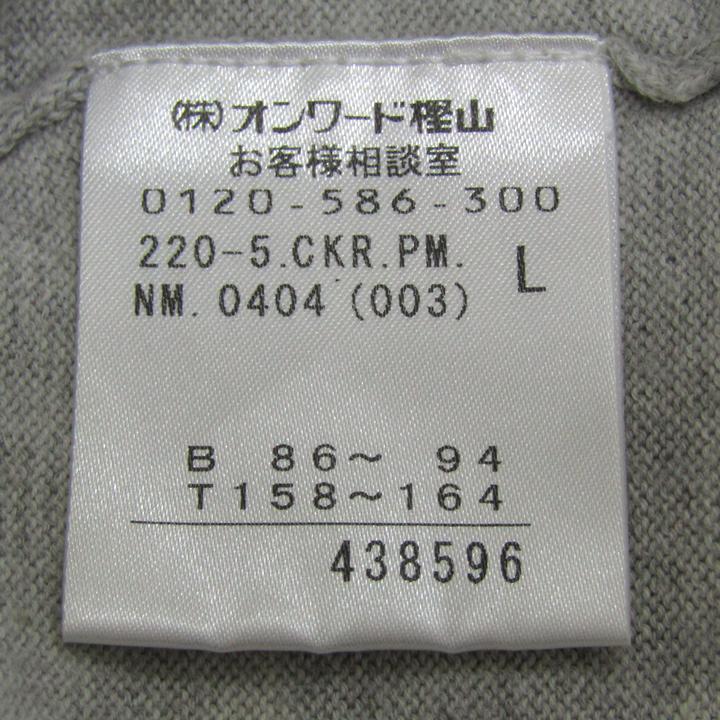 (株)オンワード樫山
お客様相談室
0120-586-300
220-5.CKR.PM. L
NM. 0404 (003)
B 86～ 94
T158～164
438596